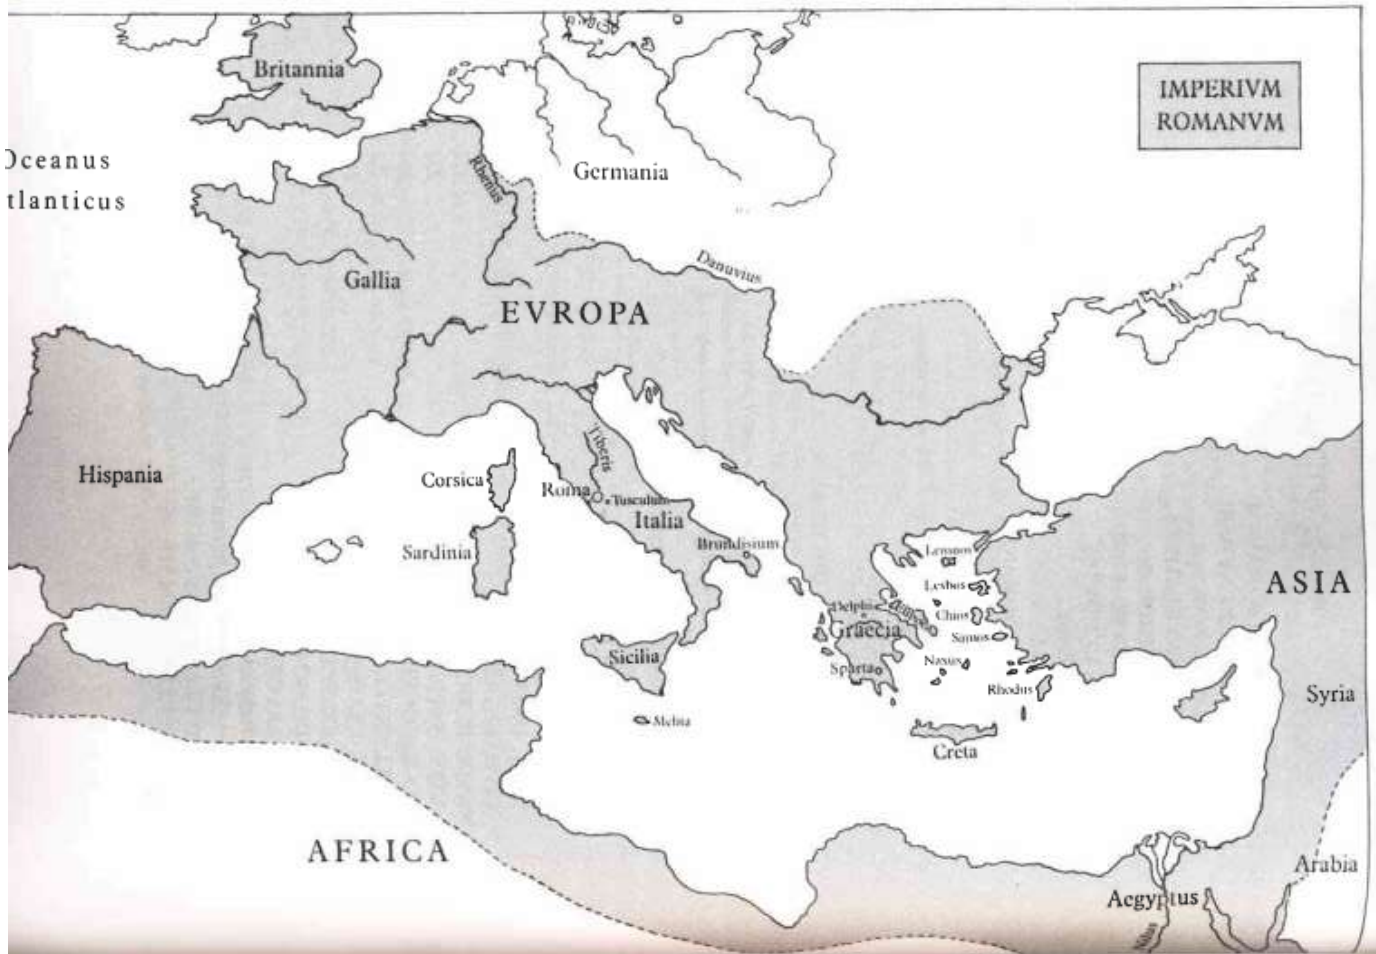 IMPERIVM
ROMANVM
Britannia
Oceanus
tlanticus
Rhenus
Germania
Gallia
Danuvius
EVROPA
Hispania
Corsica
Tiberis
Roma
Tusculum
Italia
Sardinia
Brundisium
Lemnos
Lesbos
ASIA
Delphi
Chios
Graecia
Samos
Sicilia
Sparta
Naxus
Rhodus
Syria
Melita
Creta
AFRICA
Arabia
Aegyptus
Nilus